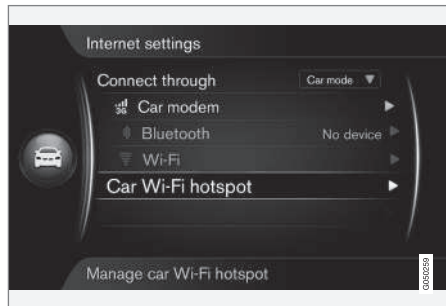 Internet settings
Connect through Car mode
3G Car modem
Bluetooth No device
Wi-Fi
Car Wi-Fi hotspot
Manage car Wi-Fi hotspot
G050259